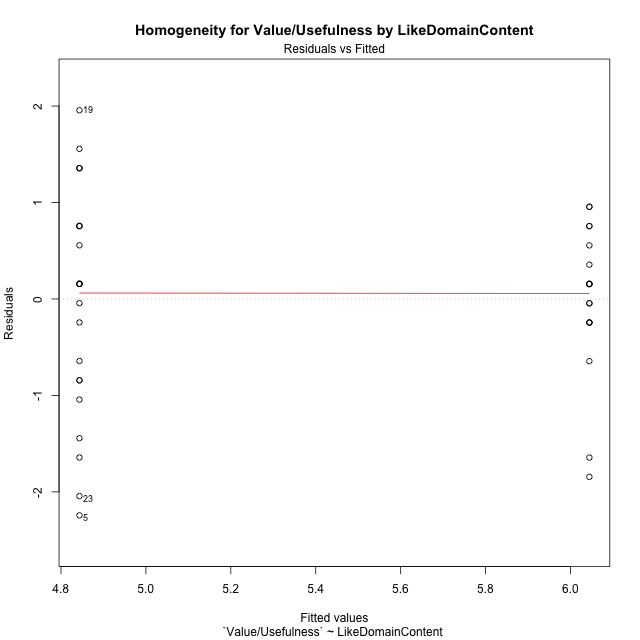 Homogeneity for Value/Usefulness by LikeDomainContent
Residuals vs Fitted
2
1
0
-1
-2
Residuals
19
23
5
4.8 5.0 5.2 5.4 5.6 5.8 6.0
Fitted values
`Value/Usefulness` ~ LikeDomainContent